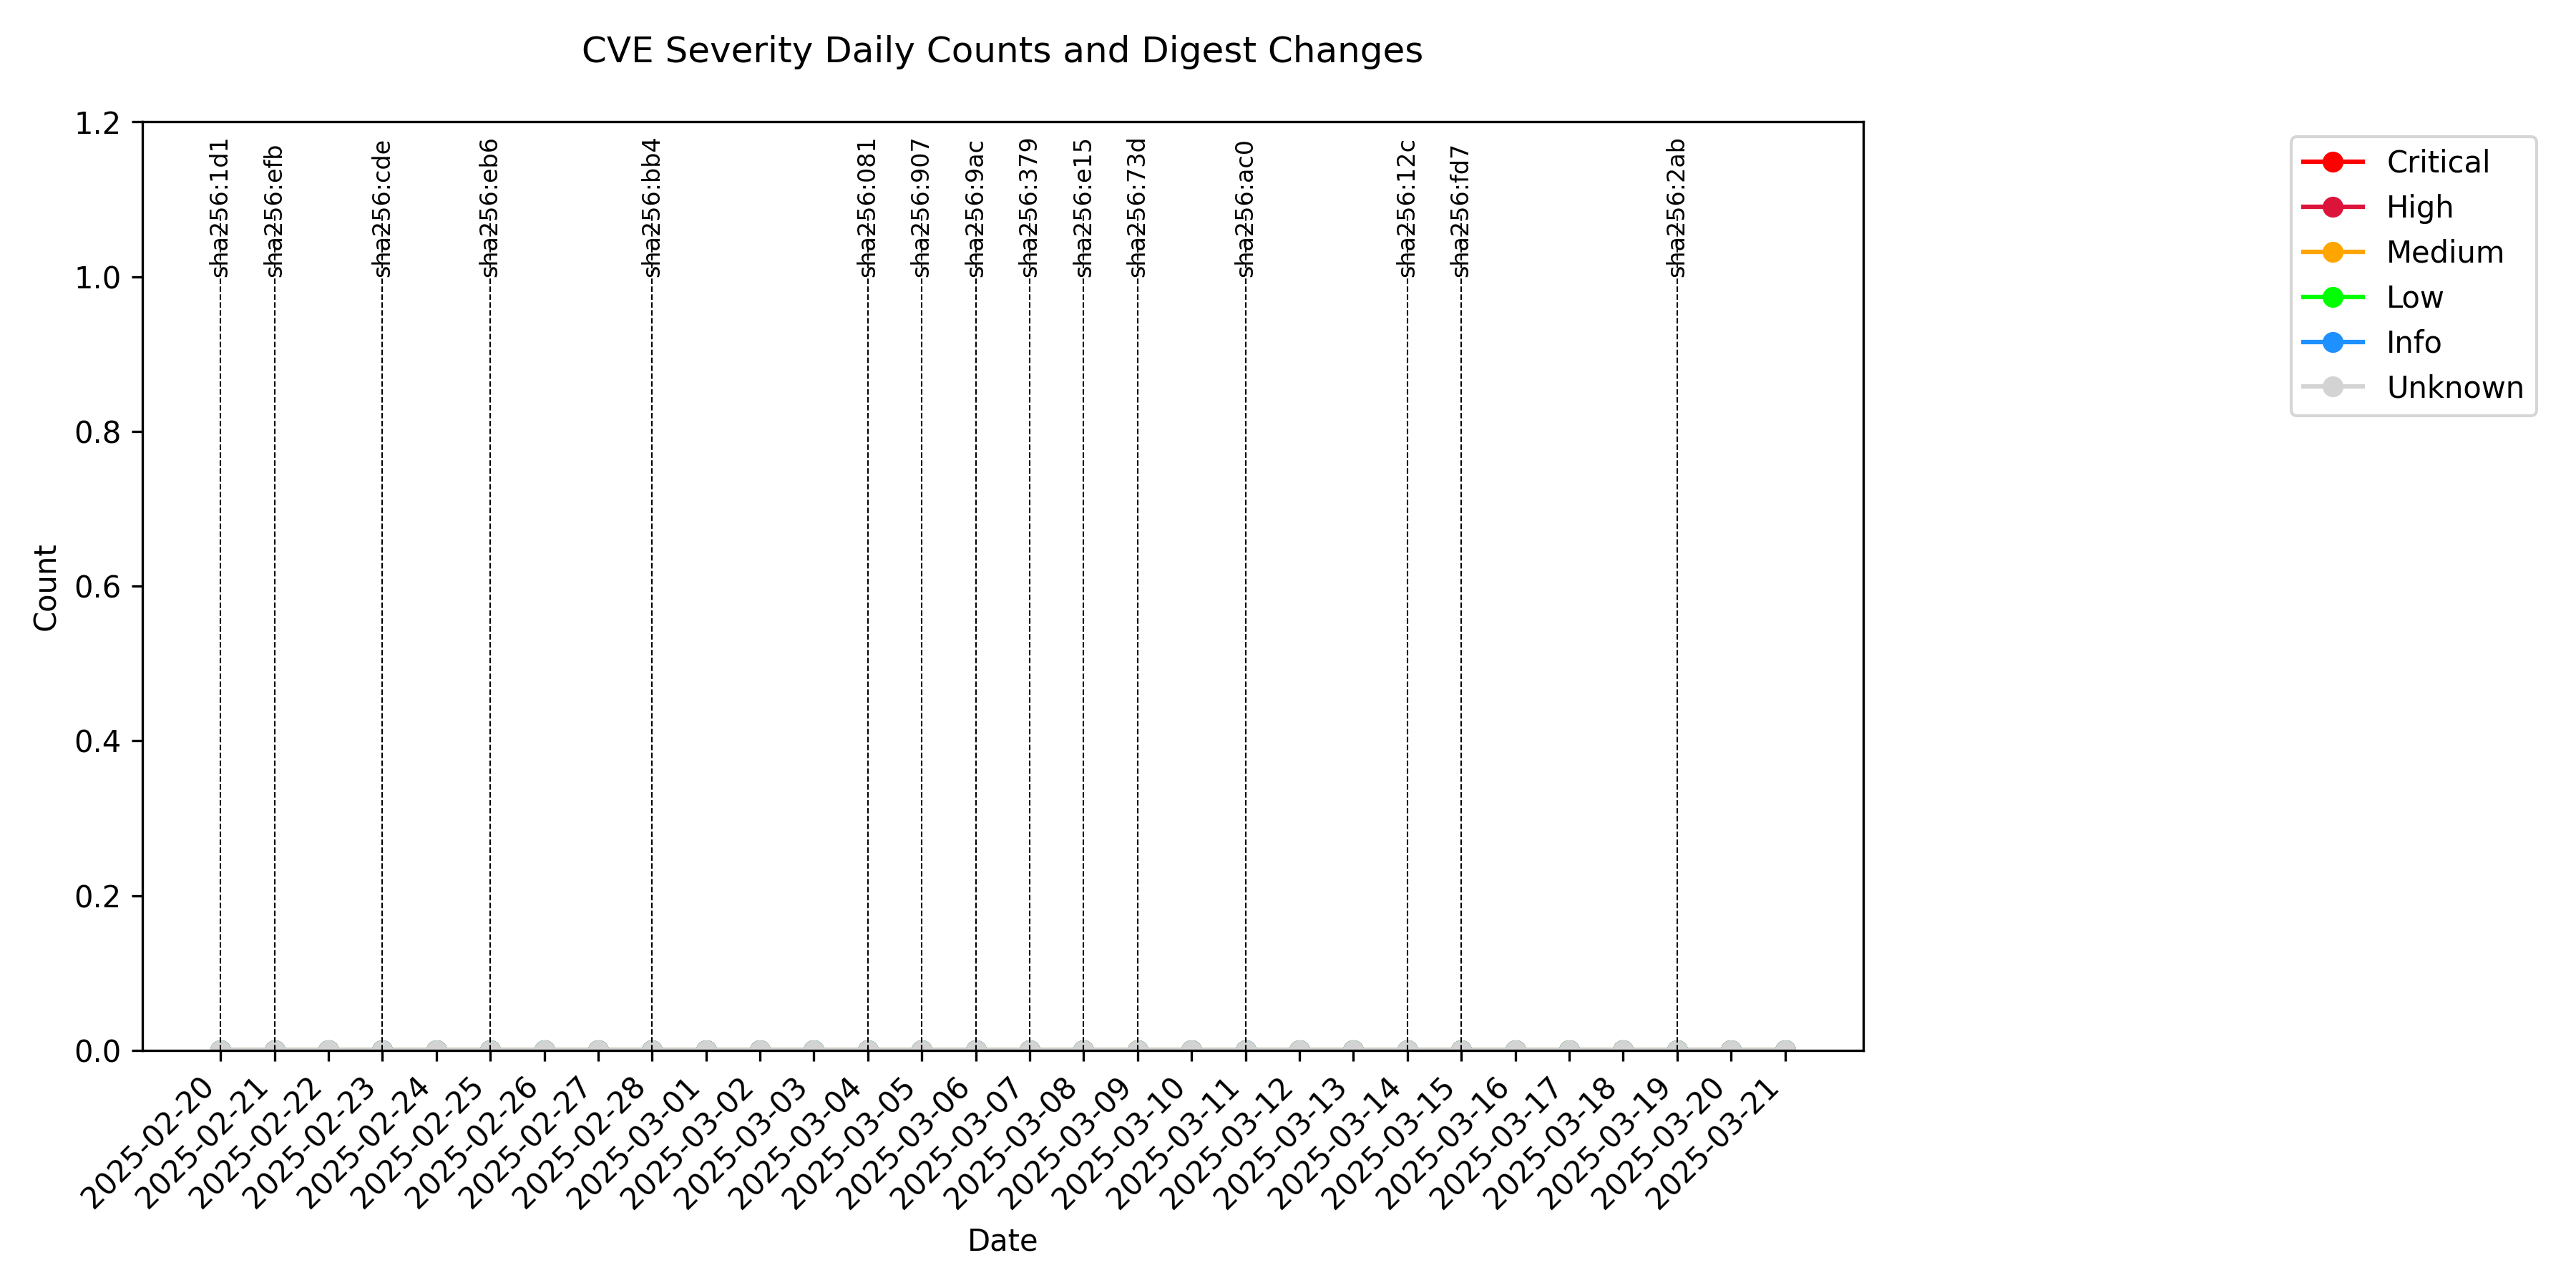 CVE Severity Daily Counts and Digest Changes
1.2
1.0
0.8
0.6
0.4
0.2
0.0
Count
sha256:1d1
sha256:efb
sha256:cde
sha256:eb6
sha256:bb4
sha256:081
sha256:907
sha256:9ac
sha256:379
sha256:e15
sha256:73d
sha256:ac0
sha256:12c
sha256:fd7
sha256:2ab
Critical
High
Medium
Low
Info
Unknown
2025-02-20
2025-02-21
2025-02-22
2025-02-23
2025-02-24
2025-02-25
2025-02-26
2025-02-27
2025-02-28
2025-03-01
2025-03-02
2025-03-03
2025-03-04
2025-03-05
2025-03-06
2025-03-07
2025-03-08
2025-03-09
2025-03-10
2025-03-11
2025-03-12
2025-03-13
2025-03-14
2025-03-15
2025-03-16
2025-03-17
2025-03-18
2025-03-19
2025-03-20
2025-03-21
Date